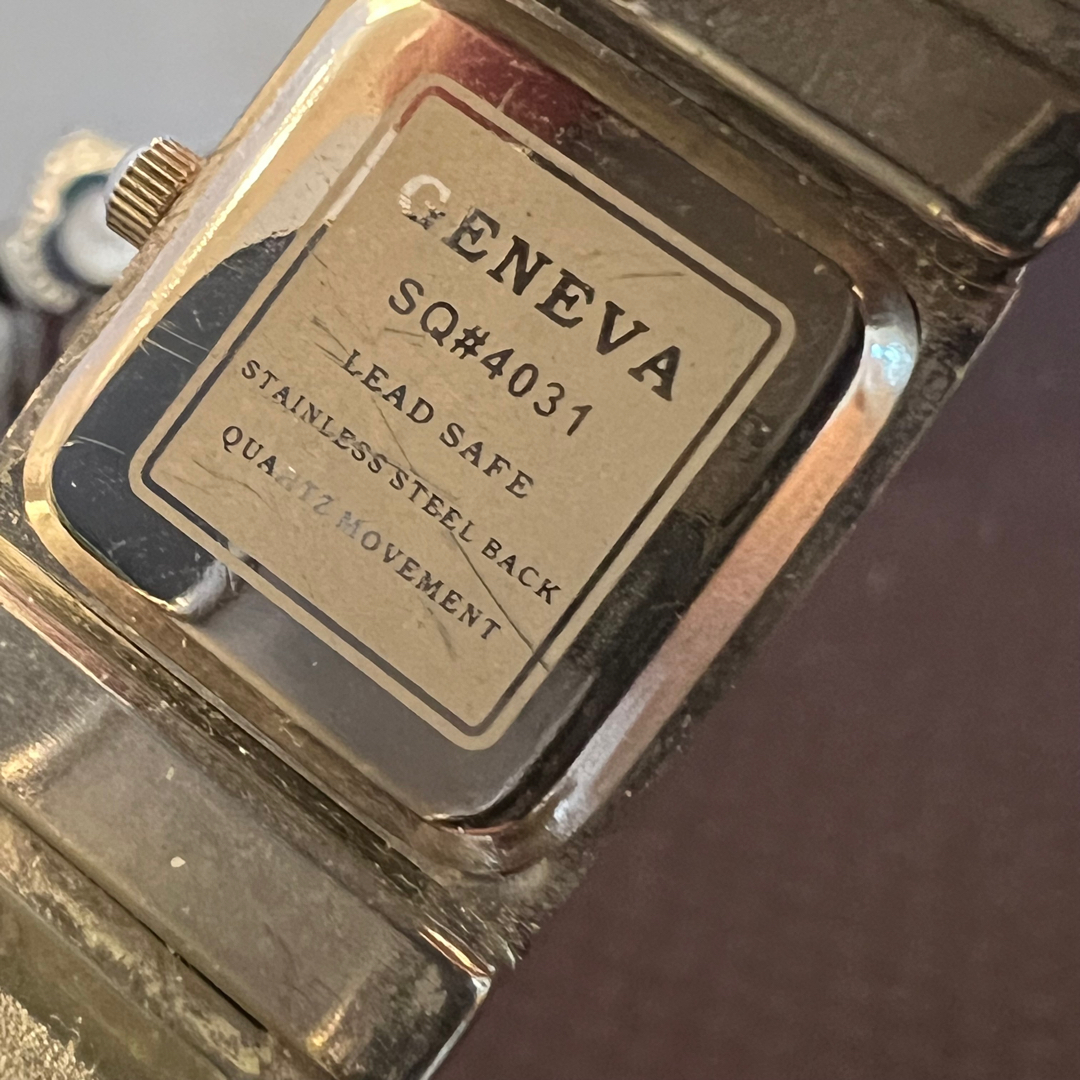 GENEVA
SQ#4031
LEAD SAFE
STAINLESS STEEL BACK
QUARTZ MOVEMENT